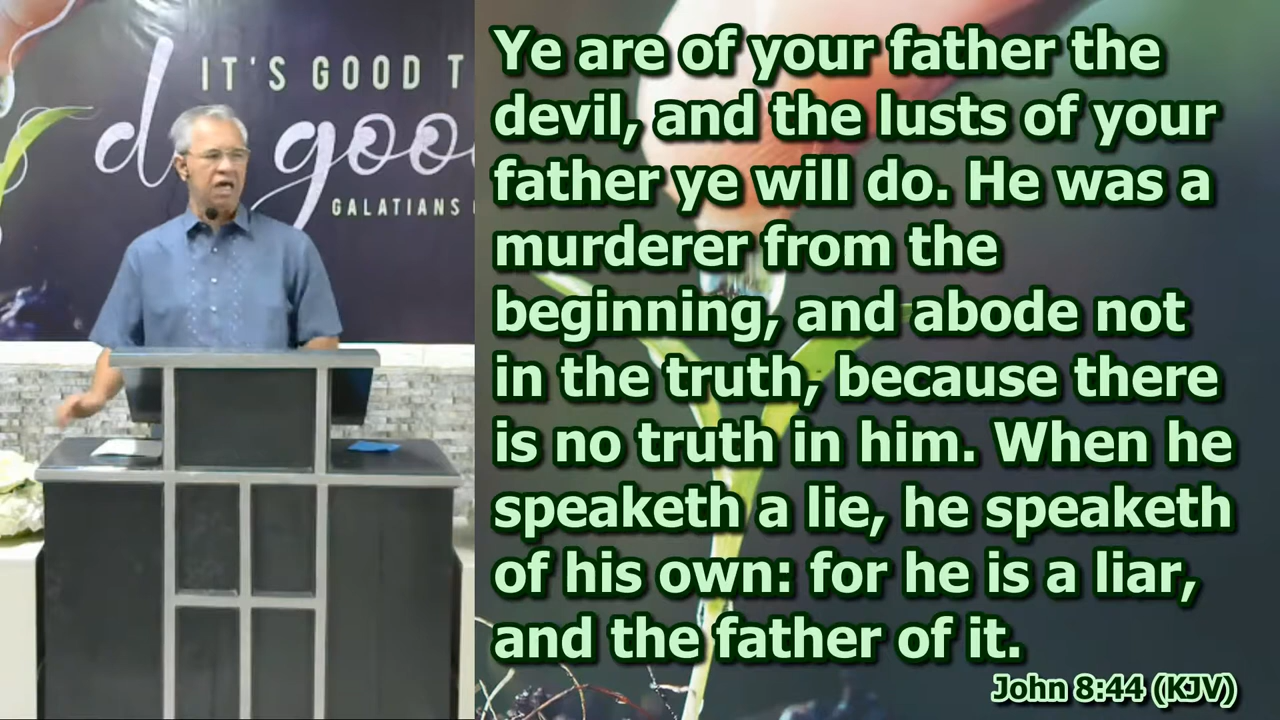 IT'S GOOD T
do good
GALATIANS
Ye are of your father the
devil, and the lusts of your
father ye will do. He was a
murderer from the
beginning, and abode not
in the truth, because there
is no truth in him. When he
speaketh a lie, he speaketh
of his own: for he is a liar,
and the father of it.
John 8:44 (KJV)